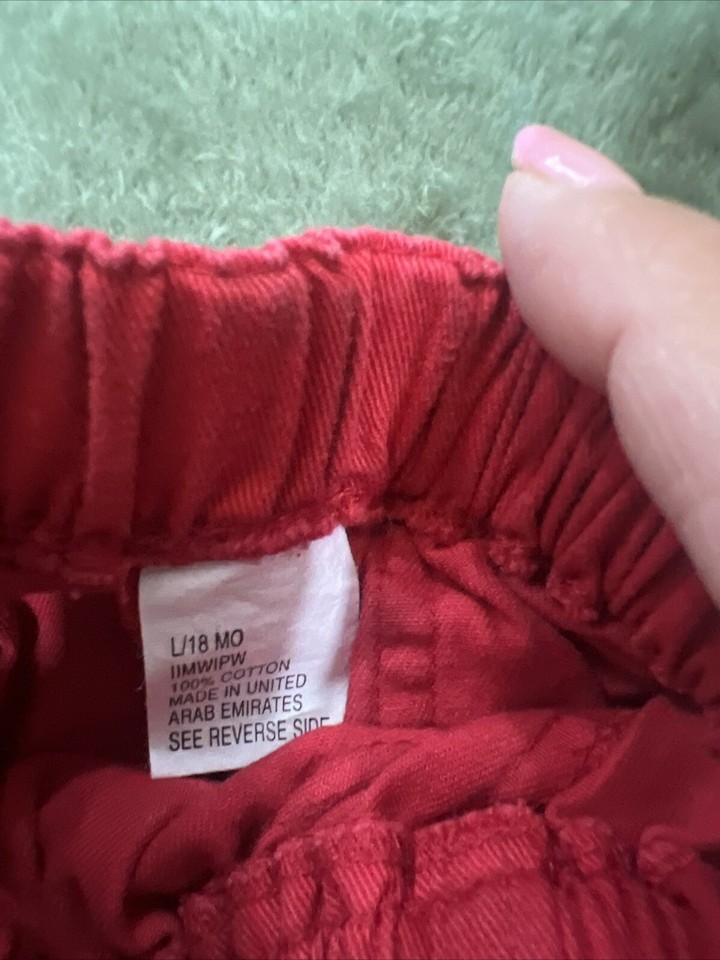 L/18 MO
IIMWIPW
100% COTTON
MADE IN UNITED
ARAB EMIRATES
SEE REVERSE SIDE